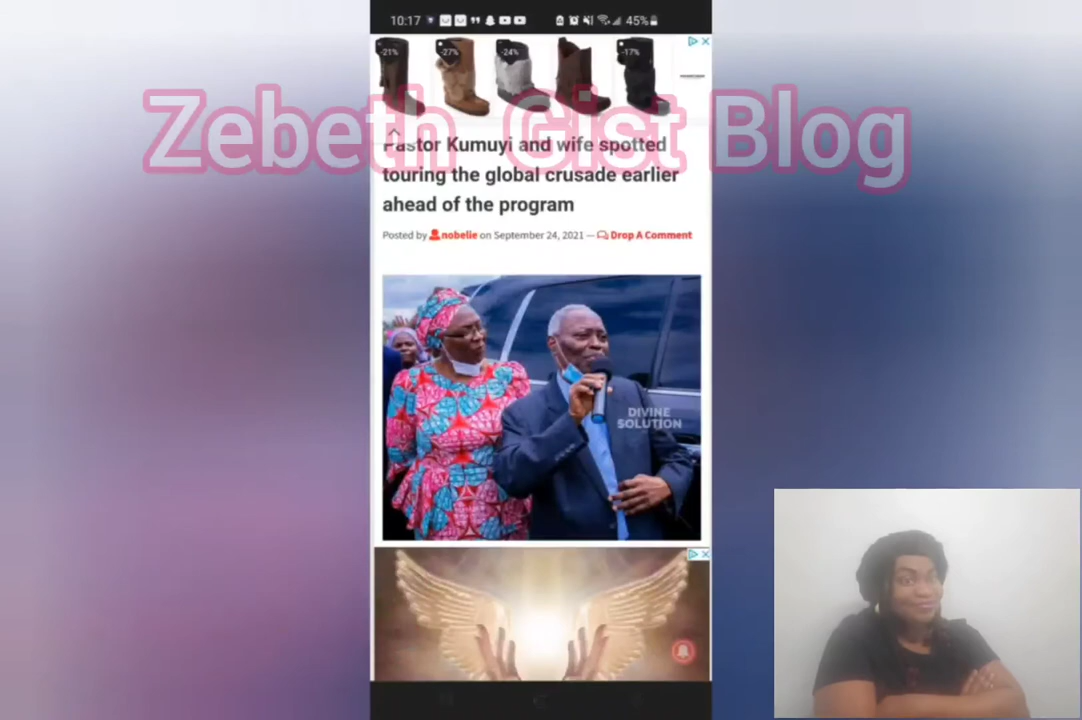 10:17
45%
-21%
-27%
-24%
-17%
Zebeth Gist Blog
Pastor Kumuyi and wife spotted
touring the global crusade earlier
ahead of the program
Posted by nobelie on September 24, 2021 — Drop A Comment
DIVINE
SOLUTION